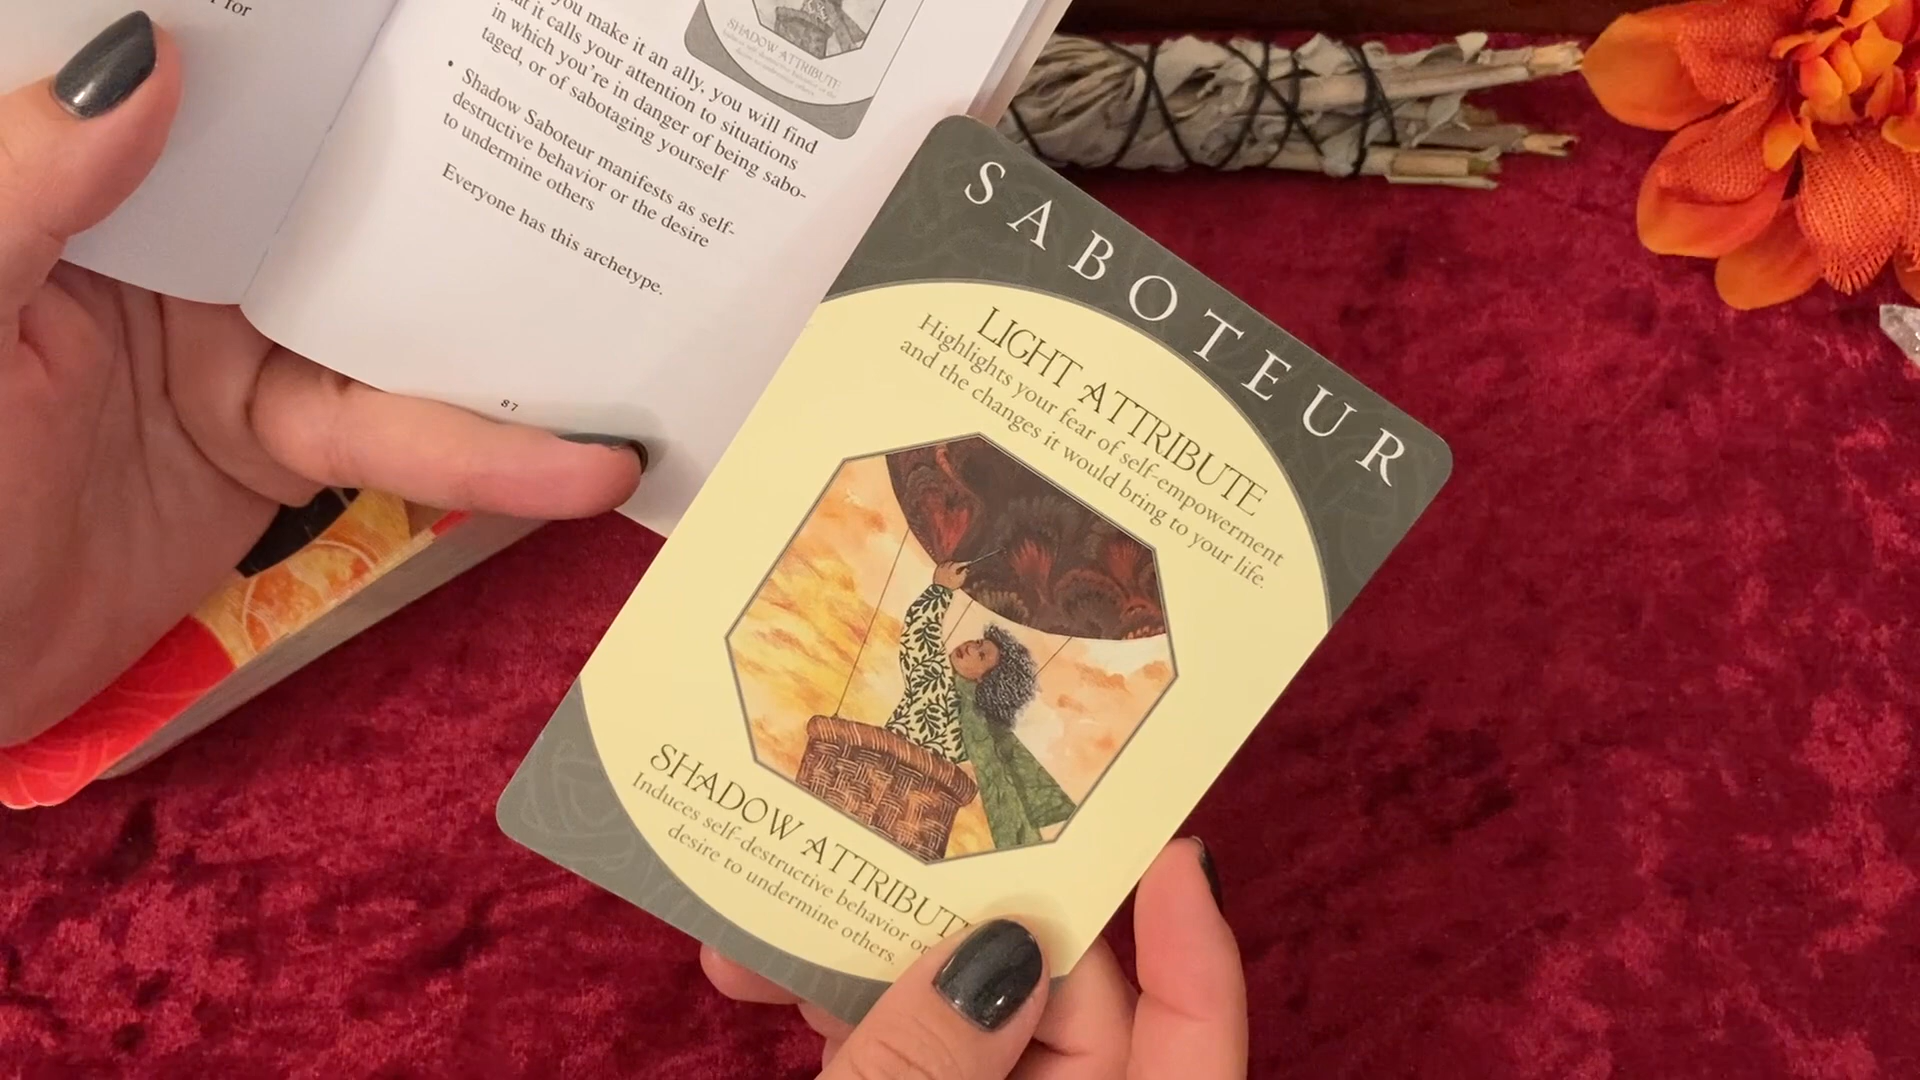 for
you make it an ally, you will find
it calls your attention to situations
in which you're in danger of being sabo-
taged, or of sabotaging yourself
• Shadow Saboteur manifests as self-
destructive behavior or the desire
to undermine others
Everyone has this archetype.
87
SHADOW ATTRIBUTE
SABOTEUR
LIGHT ATTRIBUTE
Highlights your fear of self-empowerment
and the changes it would bring to your life.
SHADOW ATTRIBUT
Induces self-destructive behavior or
desire to undermine others.